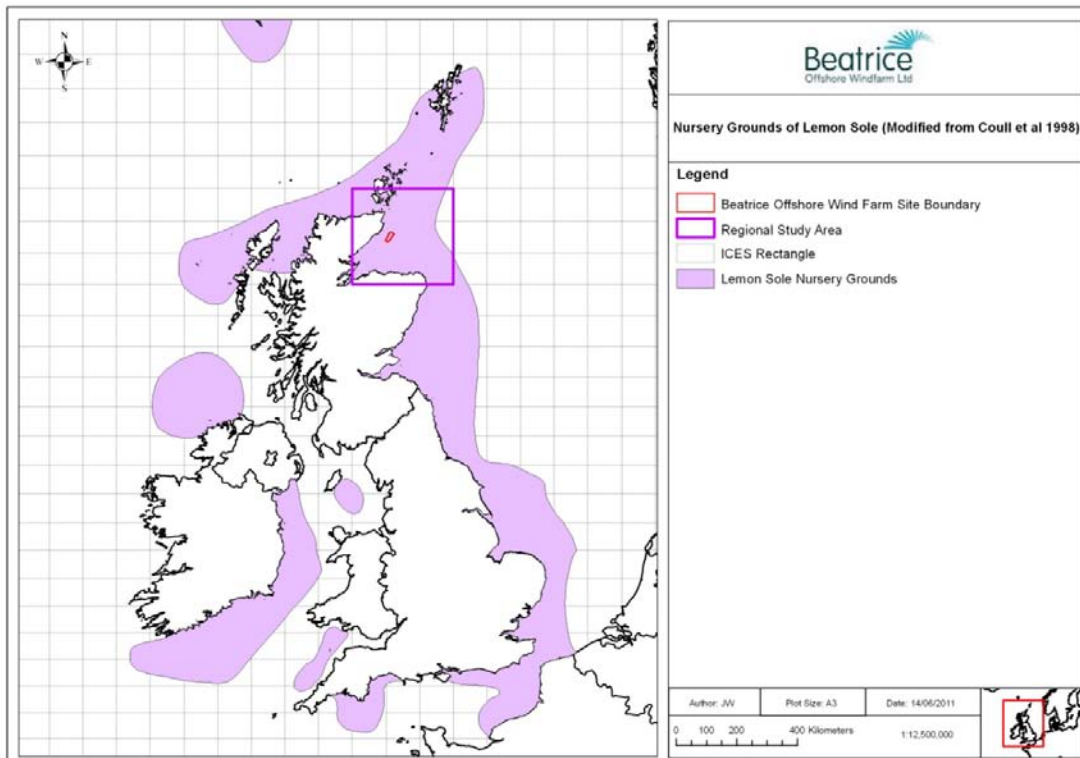 N
W E
S
Beatrice
Offshore Windfarm Ltd
Nursery Grounds of Lemon Sole (Modified from Coull et al 1998)
Legend
Beatrice Offshore Wind Farm Site Boundary
Regional Study Area
ICES Rectangle
Lemon Sole Nursery Grounds
Author: JW Plot Size: A3 Date: 14/06/2011
0 100 200 400 Kilometers 1:12,500,000